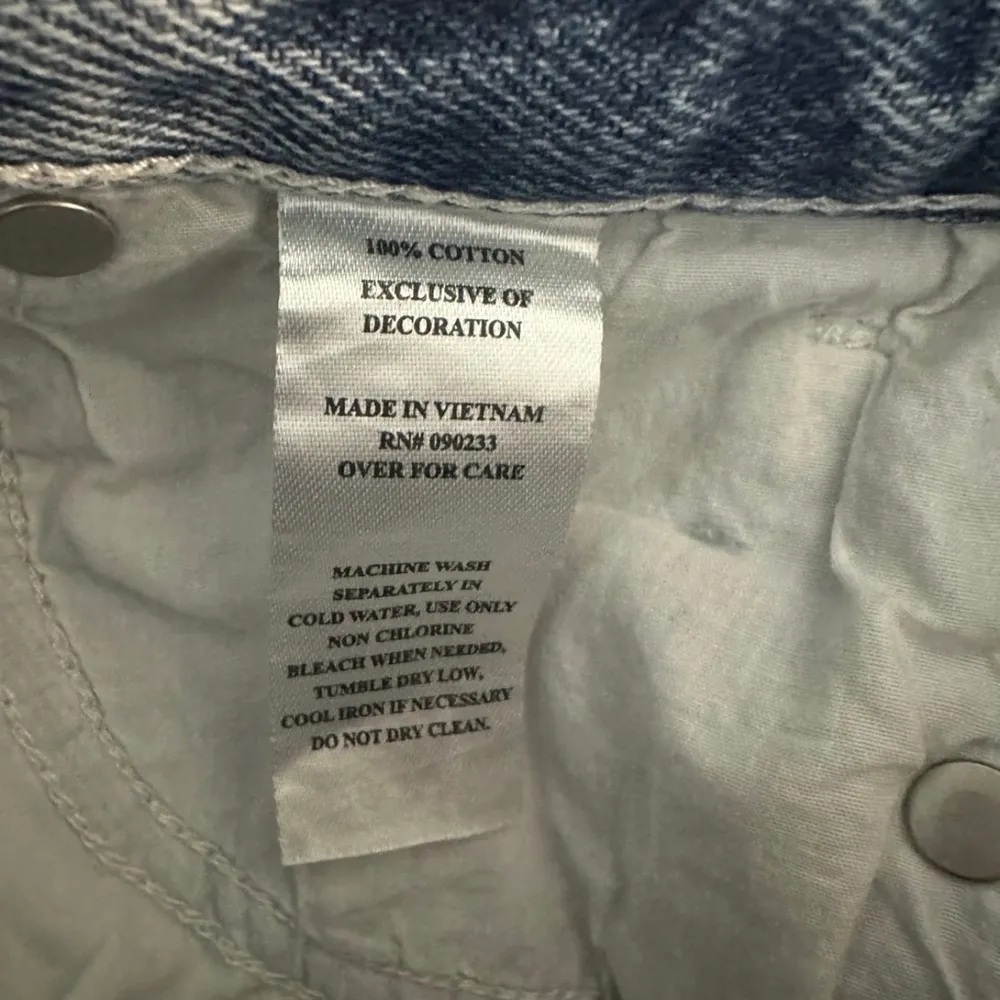 100% COTTON
EXCLUSIVE OF
DECORATION
MADE IN VIETNAM
RN# 090233
OVER FOR CARE
MACHINE WASH
SEPARATELY IN
COLD WATER, USE ONLY
NON CHLORINE
BLEACH WHEN NEEDED,
TUMBLE DRY LOW,
COOL IRON IF NECESSARY
DO NOT DRY CLEAN.